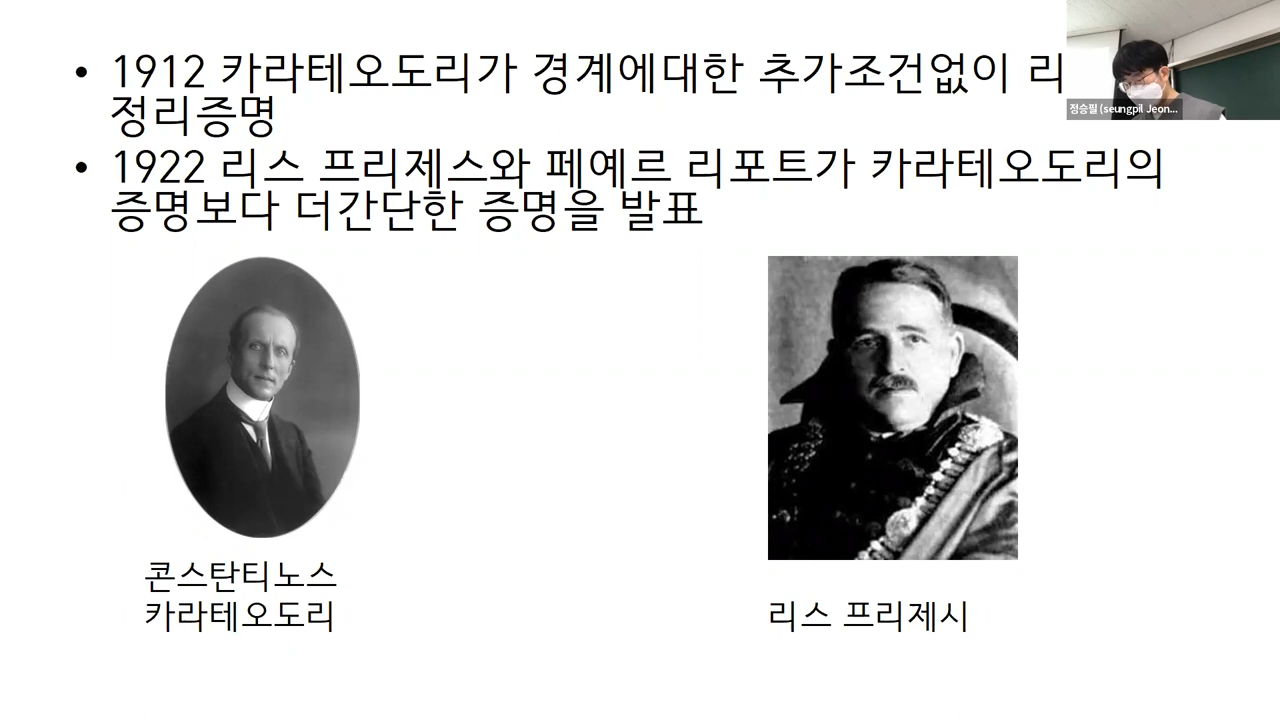 • 1912 카라테오도리가 경계에대한 추가조건없이 리
정리증명
• 1922 리스 프리제스와 페예르 리포트가 카라테오도리의
증명보다 더간단한 증명을 발표
정승필 (seungpil Jeon...
콘스탄티노스
카라테오도리
리스 프리제시